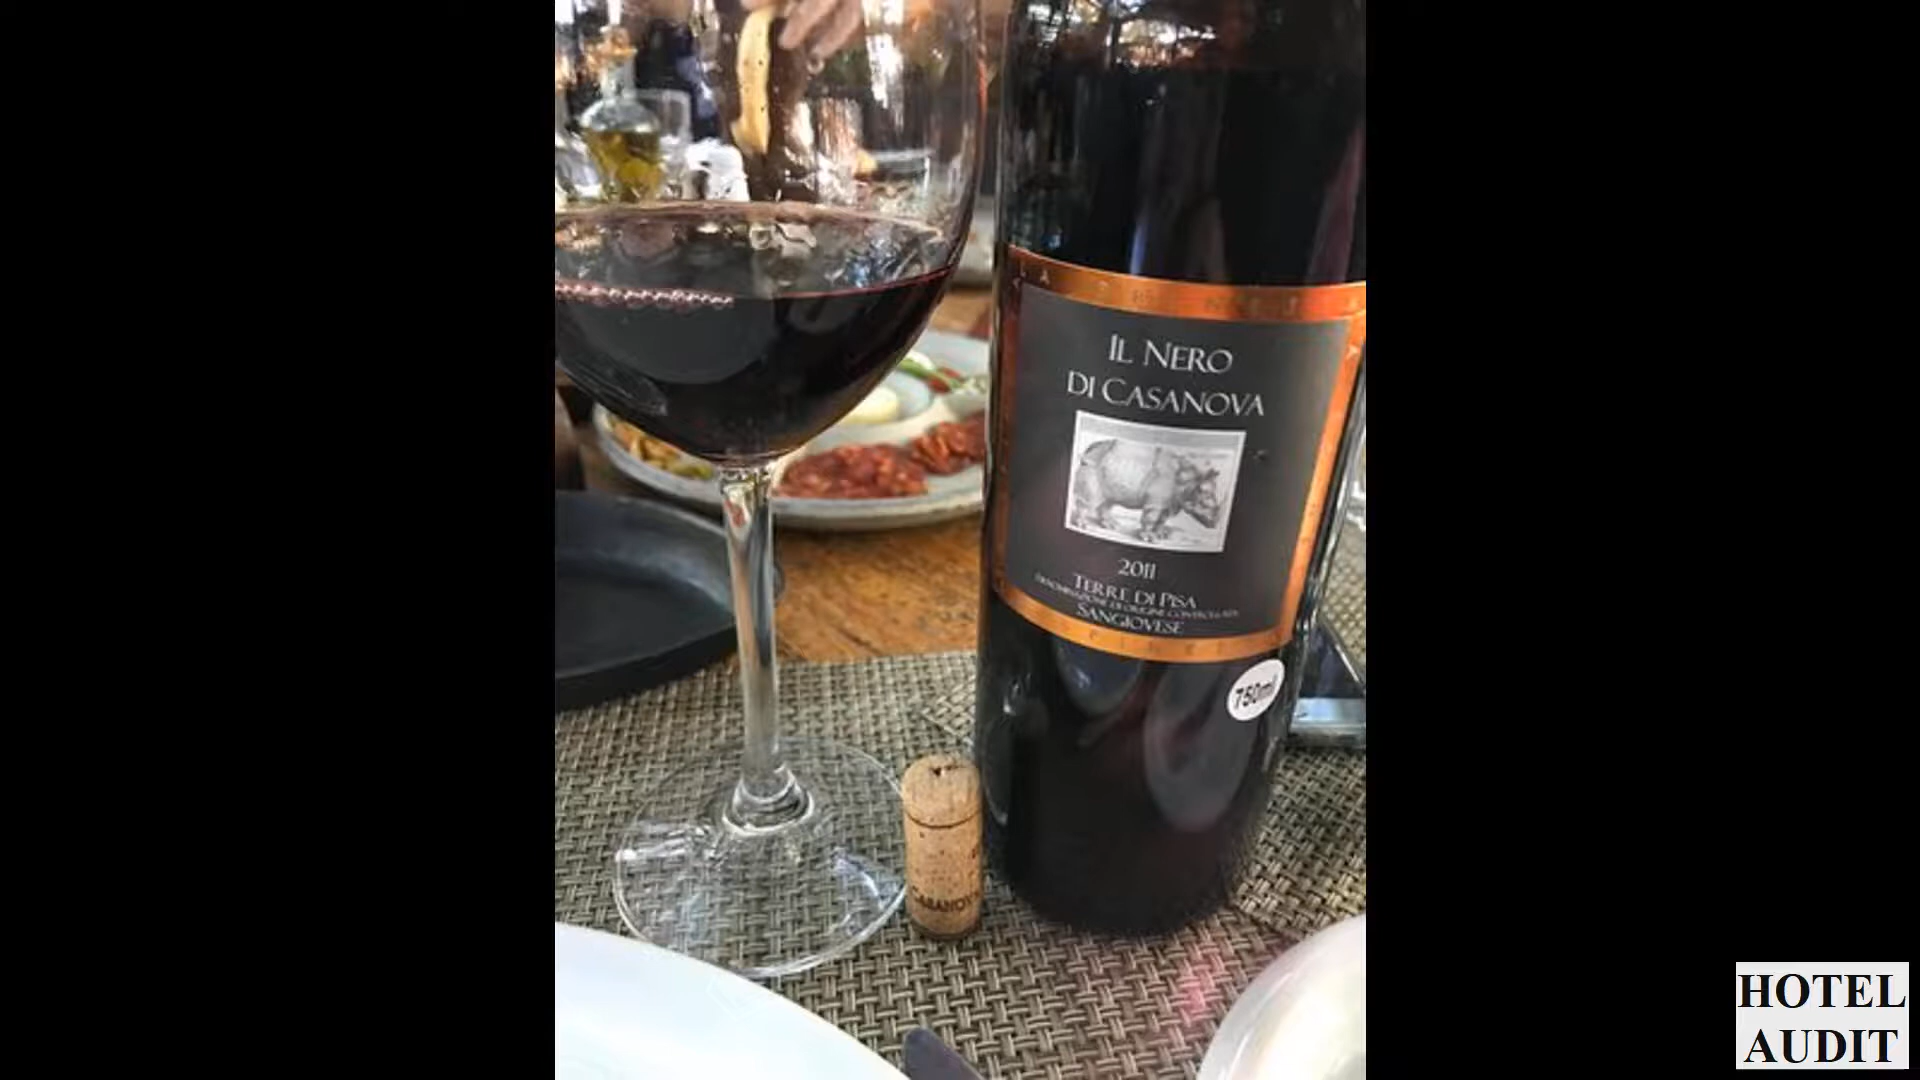 IL NERO
DI CASANOVA
2011
TERRE DI PISA
DENOMINAZIONE DI ORIGINE CONTROLLATA
SANGIOVESE
750ml
CASANOVA
HOTEL
AUDIT